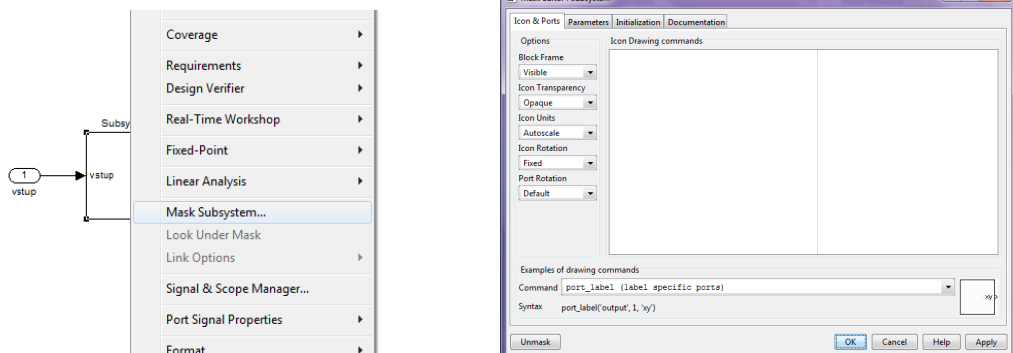 Coverage
Requirements
Design Verifier
Real-Time Workshop
Subsy
Fixed-Point
1
vstup
vstup
Linear Analysis
Mask Subsystem...
Look Under Mask
Link Options
Signal & Scope Manager...
Port Signal Properties
Format
Icon & Ports Parameters Initialization Documentation
Options
Icon Drawing commands
Block Frame
Visible
Icon Transparency
Opaque
Icon Units
Autoscale
Icon Rotation
Fixed
Port Rotation
Default
Examples of drawing commands
Command port_label (label specific ports)
Syntax port_label('output', 1, 'xy')
xy
Unmask OK Cancel Help Apply